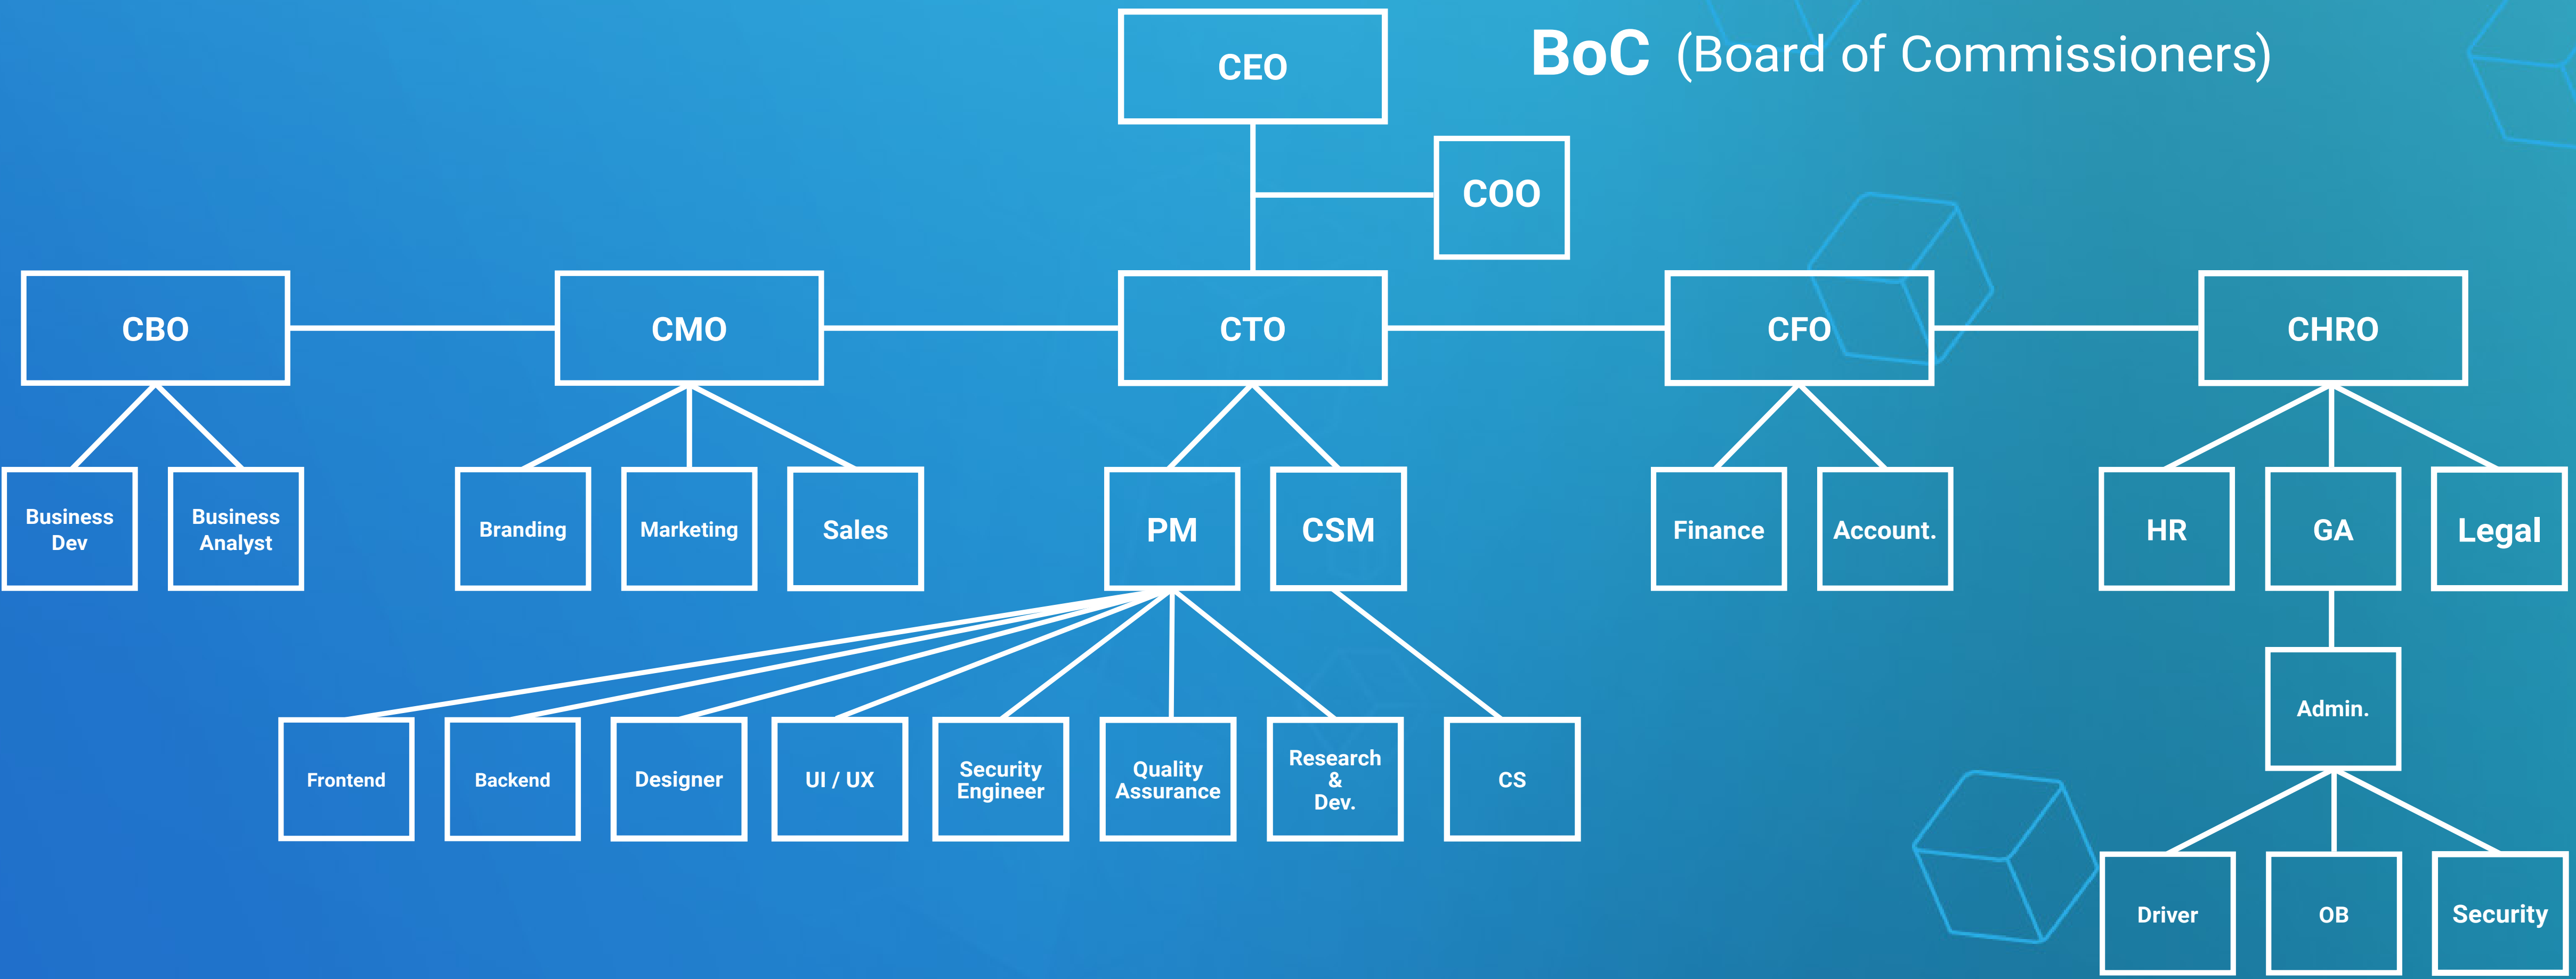 CEO
BoC (Board of Commissioners)
COO
CBO
CMO
CTO
CFO
CHRO
Business
Dev
Business
Analyst
Branding
Marketing
Sales
PM
CSM
Finance
Account.
HR
GA
Legal
Admin.
Frontend
Backend
Designer
UI / UX
Security
Engineer
Quality
Assurance
Research
&
Dev.
CS
Driver
OB
Security